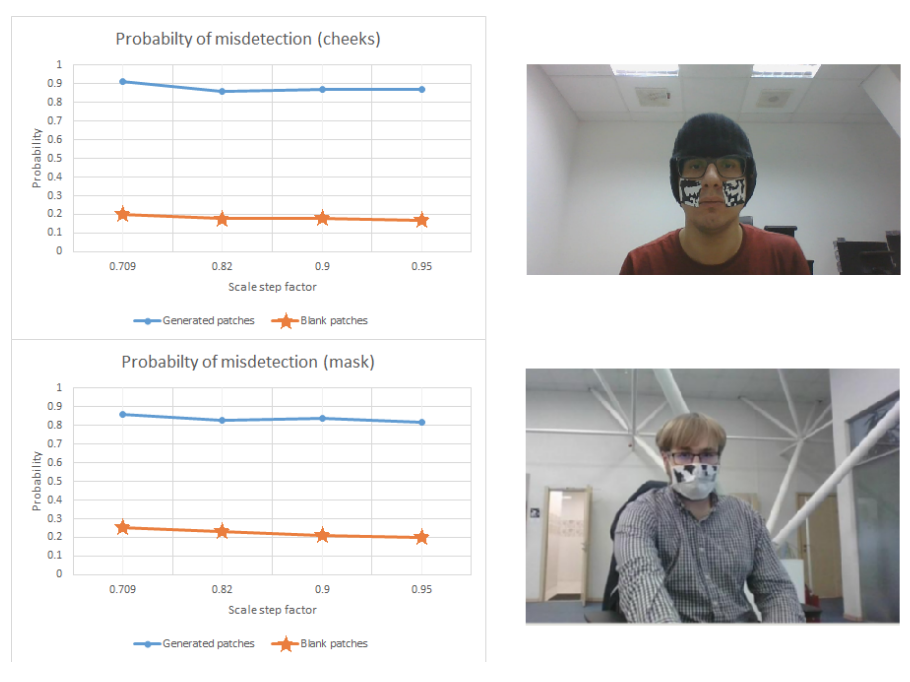 Probabilty of misdetection (cheeks)
1
0.9
0.8
0.7
0.6
0.5
0.4
0.3
0.2
0.1
0
Probability
0.709 0.82 0.9 0.95
Scale step factor
Generated patches Blank patches
Probabilty of misdetection (mask)
1
0.9
0.8
0.7
0.6
0.5
0.4
0.3
0.2
0.1
0
Probability
0.709 0.82 0.9 0.95
Scale step factor
Generated patches Blank patches